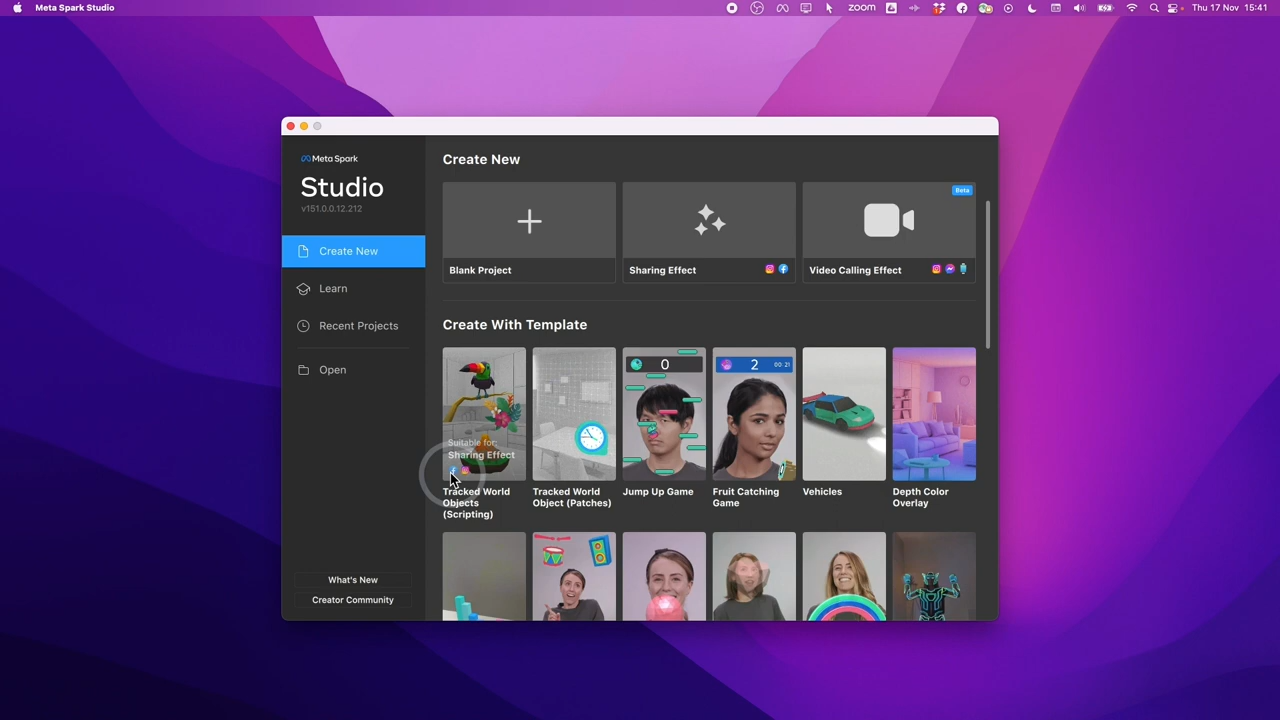 Meta Spark Studio
zoom
Thu 17 Nov 15:41
Meta Spark
Studio
v151.0.0.12.212
Create New
Learn
Recent Projects
Open
What's New
Creator Community
Create New
Beta
Blank Project
Sharing Effect
Video Calling Effect
Create With Template
Suitable for:
Sharing Effect
0
2
00:21
Tracked World
Objects
(Scripting)
Tracked World
Object (Patches)
Jump Up Game
Fruit Catching
Game
Vehicles
Depth Color
Overlay